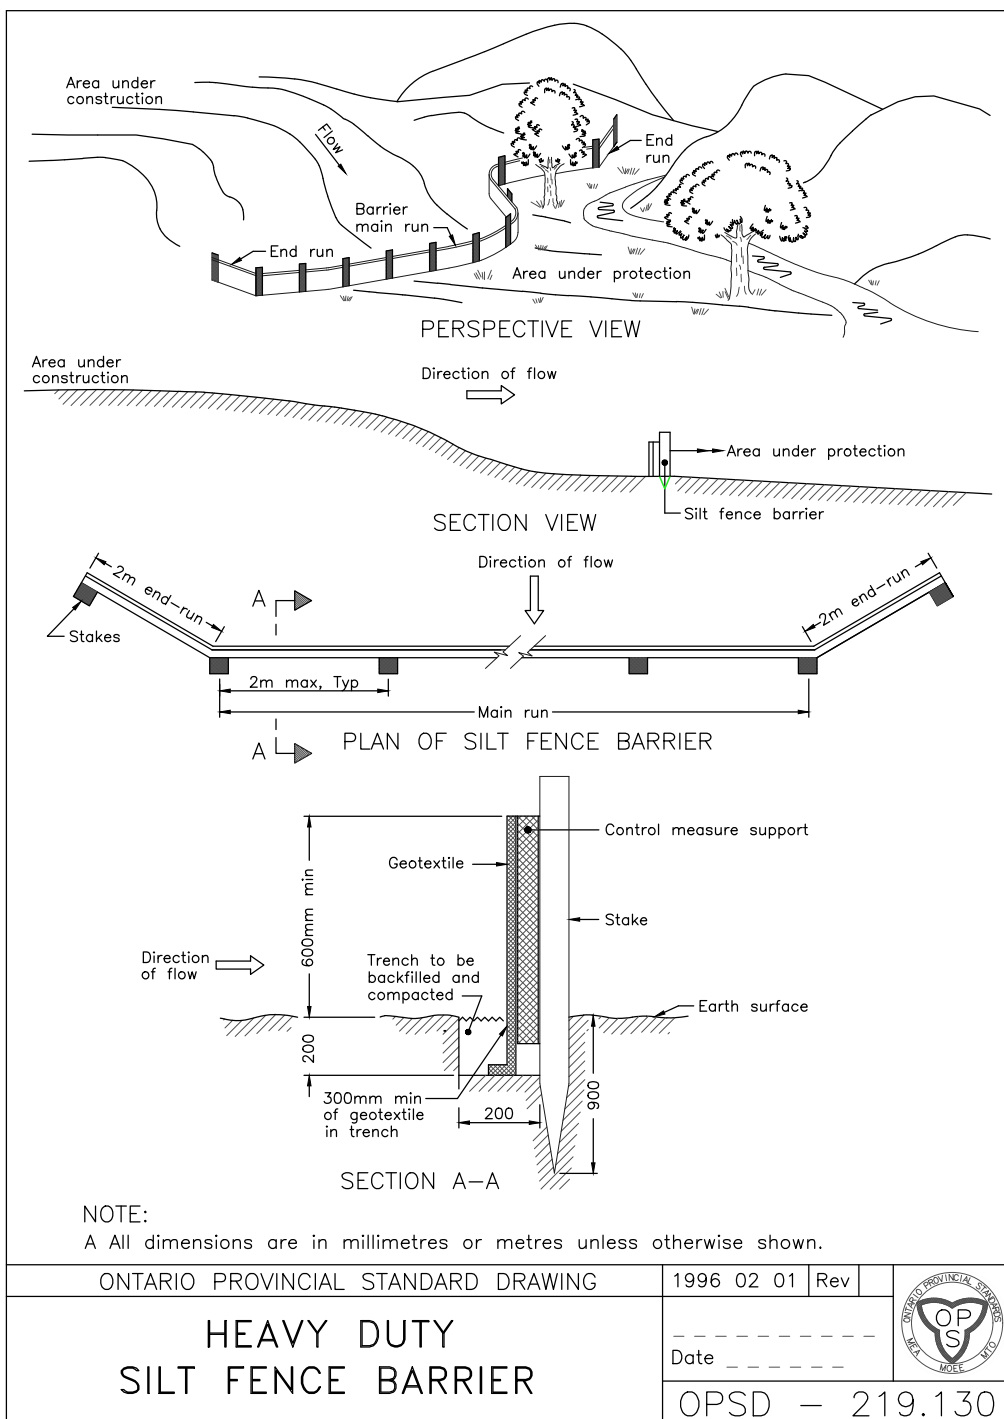 Area under
construction
Flow
End
run
Barrier
main run
End run
Area under protection
PERSPECTIVE VIEW
Area under
construction
Direction of flow
Area under protection
Silt fence barrier
SECTION VIEW
Direction of flow
2m end-run
2m end-run
A
Stakes
2m max, Typ
Main run
A
PLAN OF SILT FENCE BARRIER
Control measure support
Geotextile
600mm min
Stake
Direction
of flow
Trench to be
backfilled and
compacted
Earth surface
200
300mm min
of geotextile
in trench
200
900
SECTION A-A
NOTE:
A All dimensions are in millimetres or metres unless otherwise shown.
ONTARIO PROVINCIAL STANDARD DRAWING
1996 02 01
Rev
HEAVY DUTY
SILT FENCE BARRIER
Date
OPSD - 219.130
ONTARIO PROVINCIAL STANDARDS
OPS
MEA
MOEE
MTO